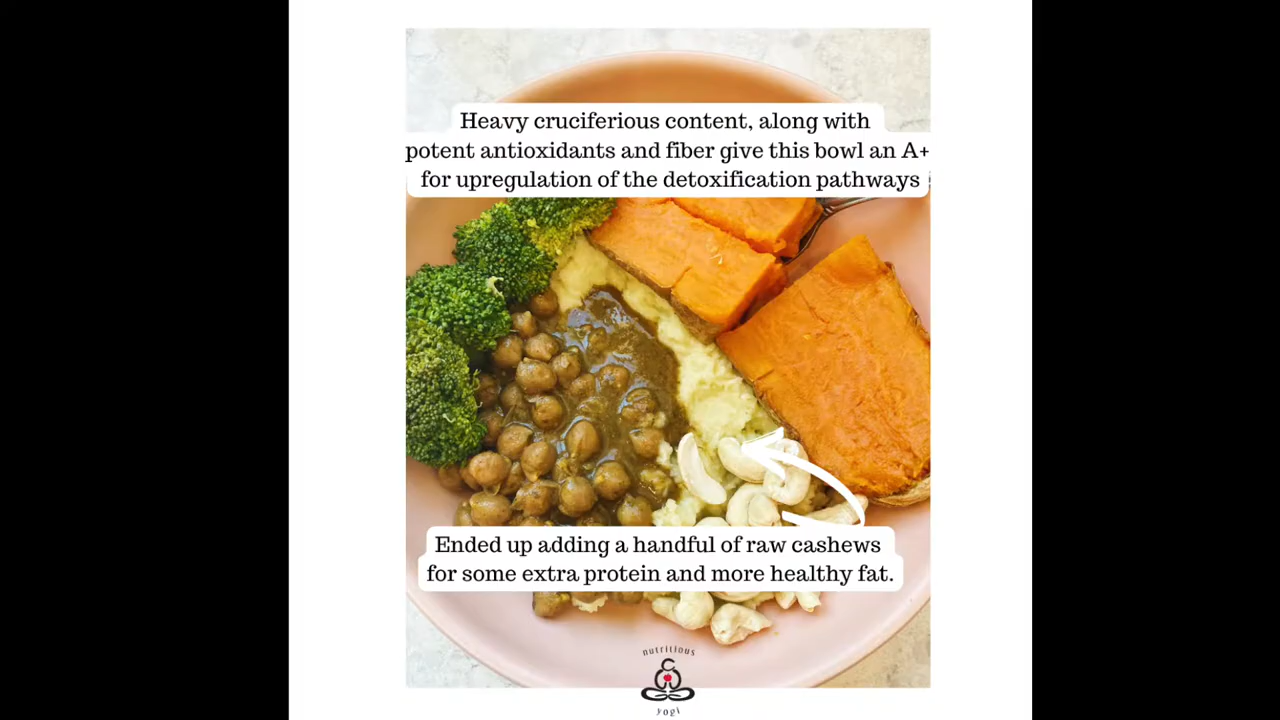 Heavy cruciferious content, along with
potent antioxidants and fiber give this bowl an A+
for upregulation of the detoxification pathways
Ended up adding a handful of raw cashews
for some extra protein and more healthy fat.
nutritious
yogi